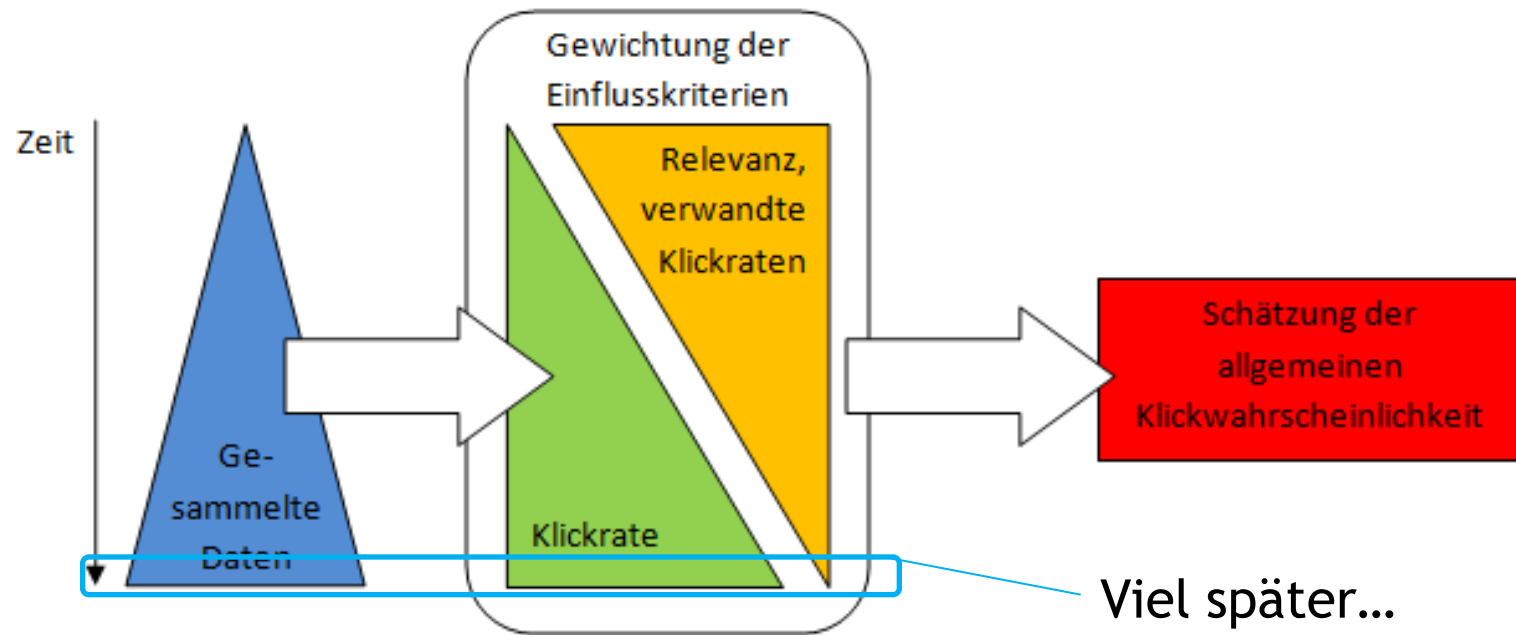 Gewichtung der
Einflusskriterien
Zeit
Relevanz,
verwandte
Klickraten
Schätzung der
allgemeinen
Klickwahrscheinlichkeit
Ge-
sammelte
Daten
Klickrate
Viel später…